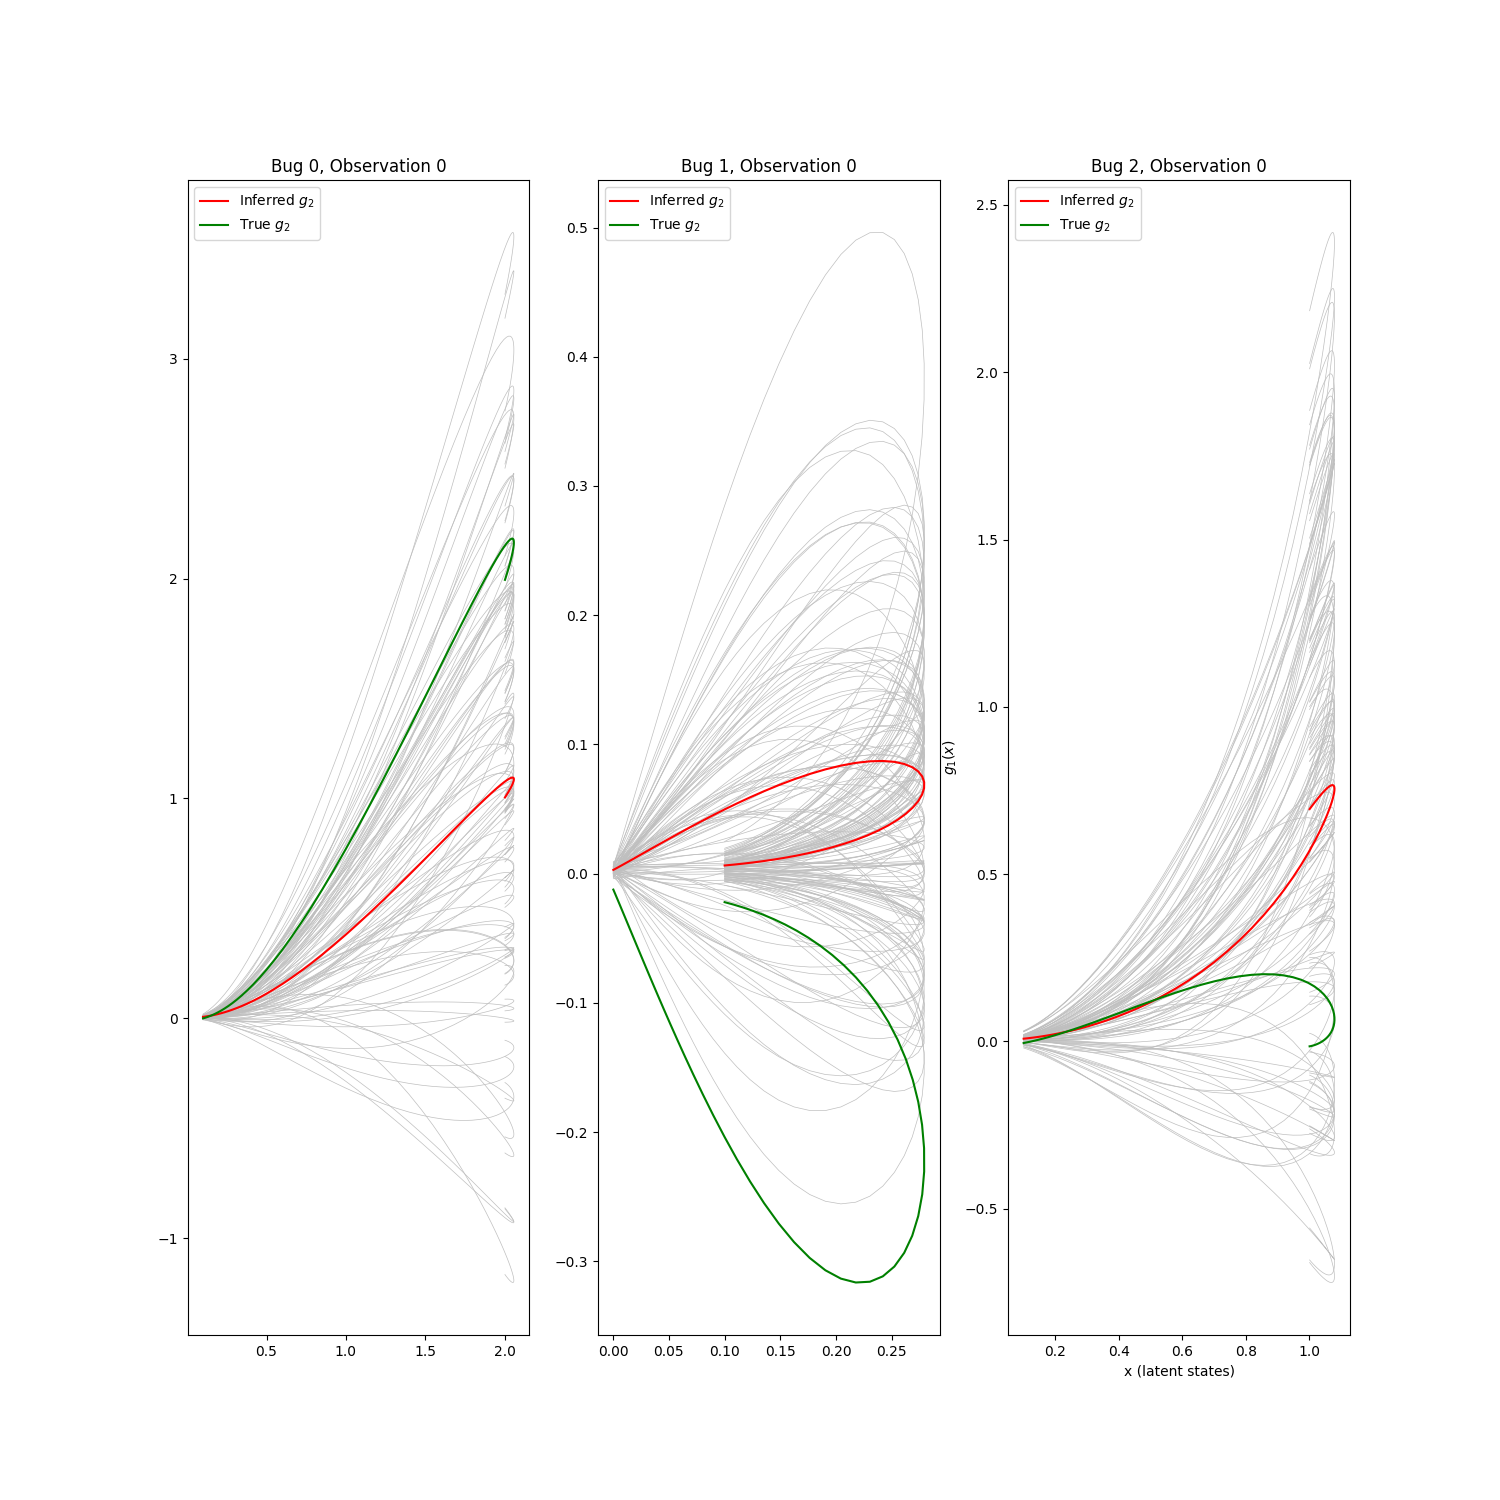 Bug 0, Observation 0
Inferred g₂
True g₂
3
2
1
0
−1
0.5 1.0 1.5 2.0
Bug 1, Observation 0
Inferred g₂
True g₂
0.5
0.4
0.3
0.2
0.1
0.0
−0.1
−0.2
−0.3
0.00 0.05 0.10 0.15 0.20 0.25
Bug 2, Observation 0
Inferred g₂
True g₂
g₁(x)
2.5
2.0
1.5
1.0
0.5
0.0
−0.5
0.2 0.4 0.6 0.8 1.0
x (latent states)